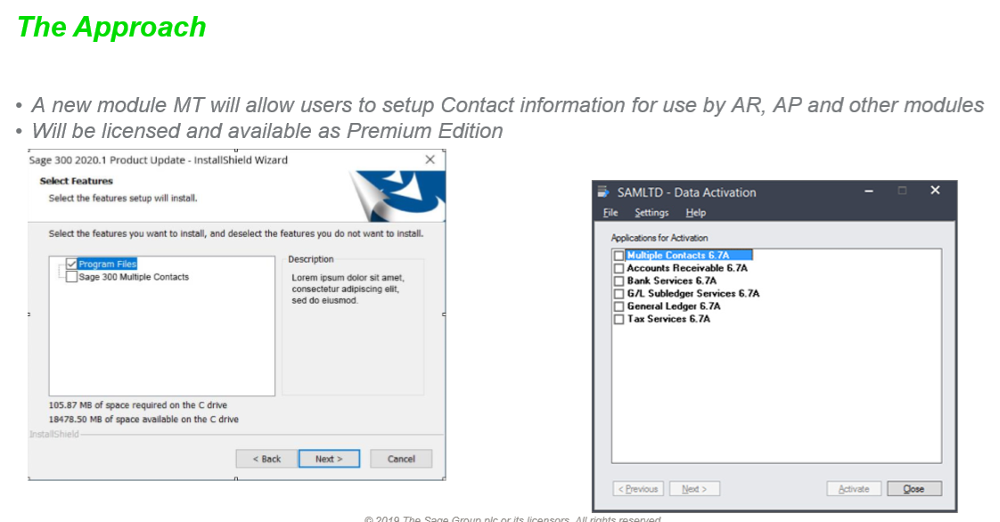 The Approach
• A new module MT will allow users to setup Contact information for use by AR, AP and other modules
• Will be licensed and available as Premium Edition
Sage 300 2020.1 Product Update - InstallShield Wizard
Select Features
Select the features setup will install.
Select the features you want to install, and deselect the features you do not want to install.
Program Files
Sage 300 Multiple Contacts
Description
Lorem ipsum dolor sit amet,
consectetur adipiscing elit,
sed do eiusmod.
105.87 MB of space required on the C drive
18478.50 MB of space available on the C drive
InstallShield
< Back
Next >
Cancel
SAMLTD - Data Activation
File Settings Help
Applications for Activation
Multiple Contacts 6.7A
Accounts Receivable 6.7A
Bank Services 6.7A
G/L Subledger Services 6.7A
General Ledger 6.7A
Tax Services 6.7A
< Previous
Next >
Activate
Close
© 2019 The Sage Group plc or its licensors. All rights reserved.